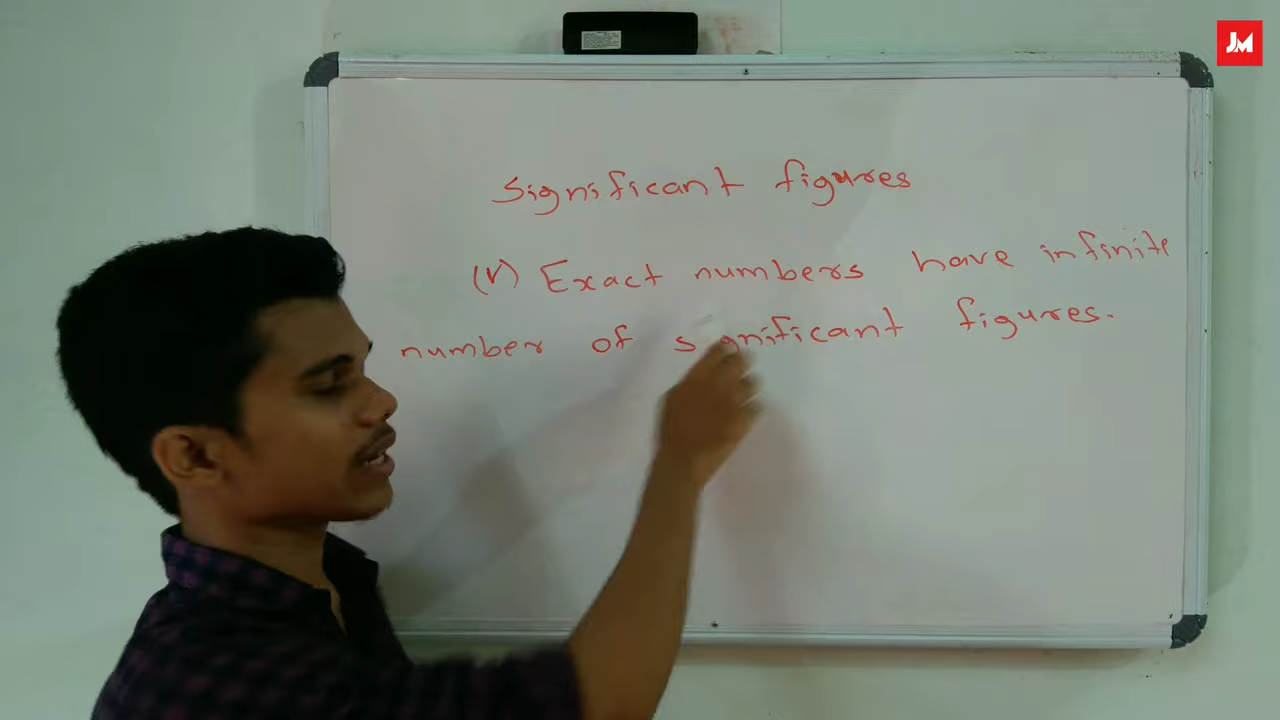 JM
Significant figures
(V) Exact numbers have infinite
number of significant figures.